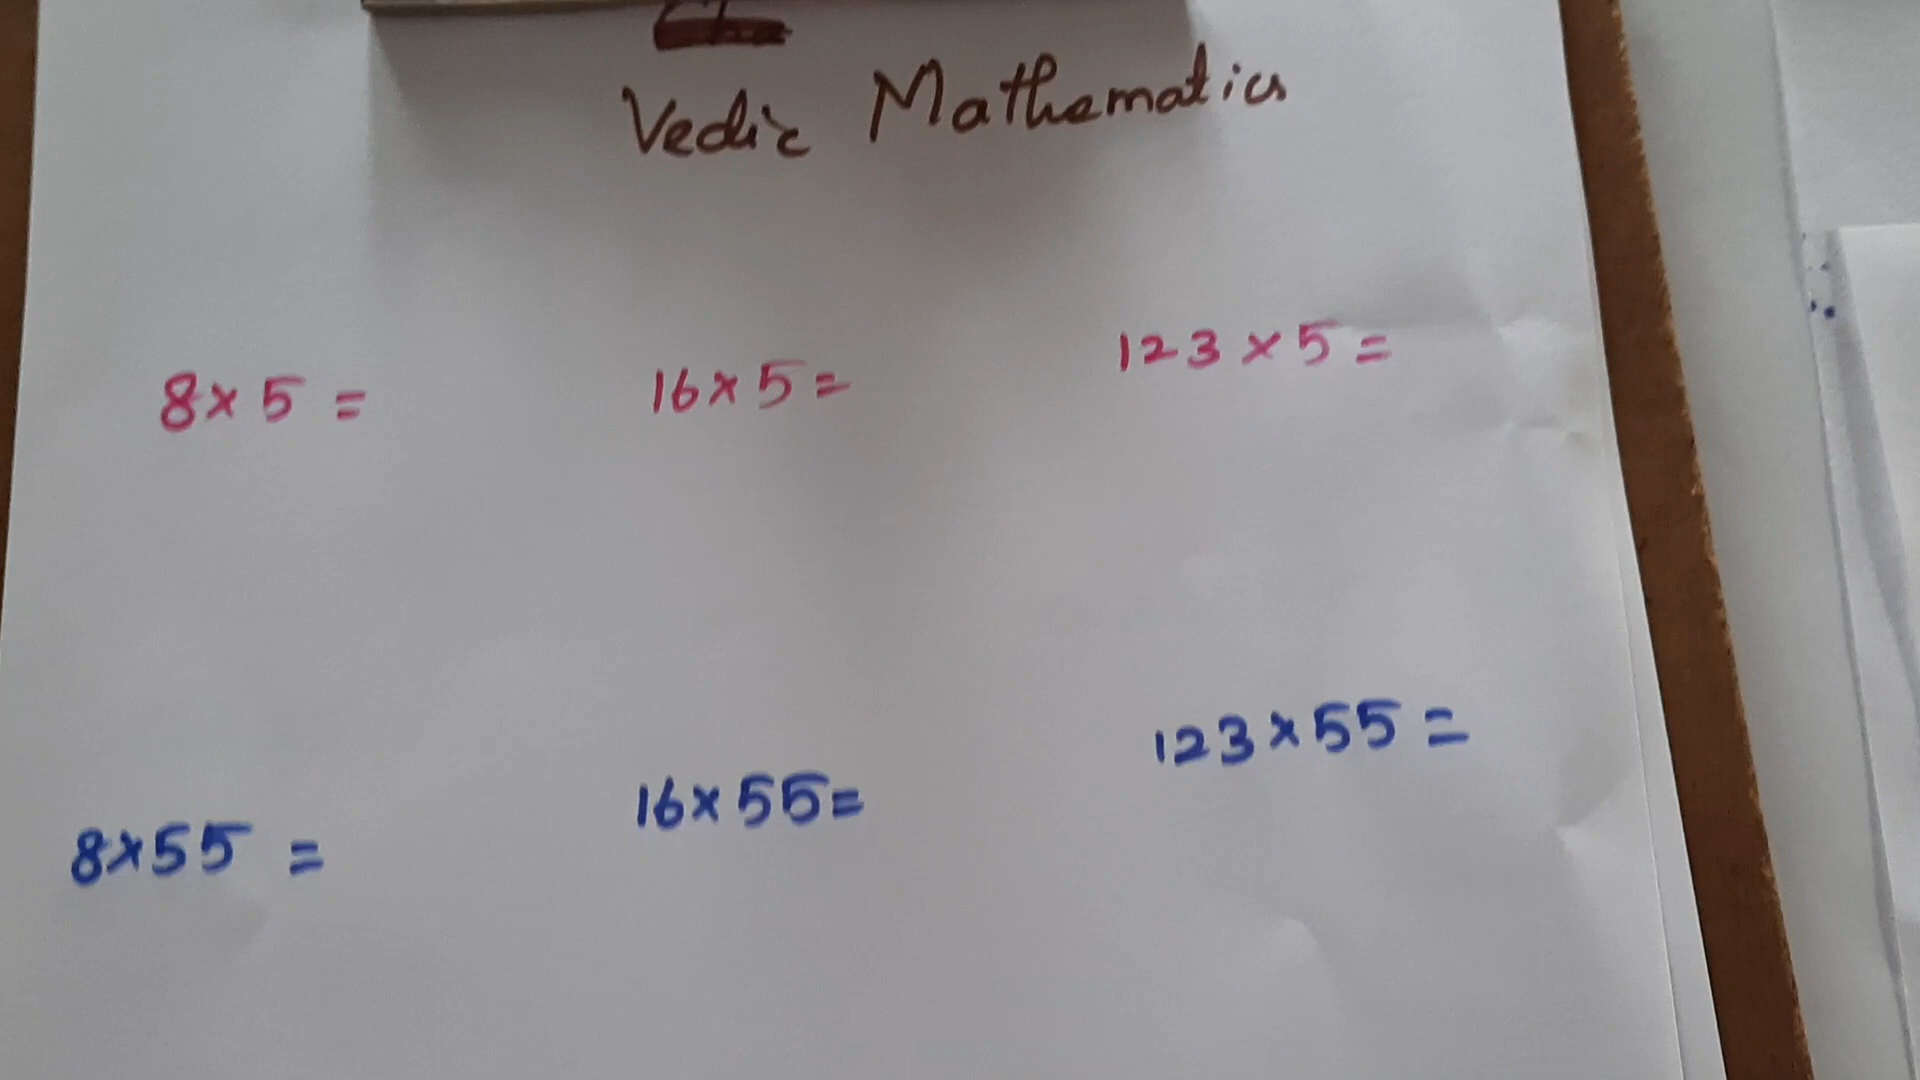 Vedic Mathematics
8 x 5 =
16 x 5 =
123 x 5 =
8 x 55 =
16 x 55 =
123 x 55 =